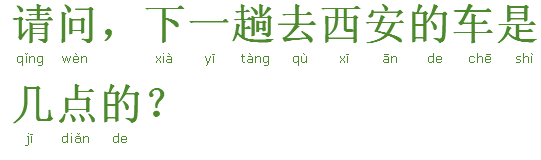 请问，下一趟去西安的车是
qǐng wèn xià yī tàng qù xī ān de chē shì
几点的？
jī diǎn de